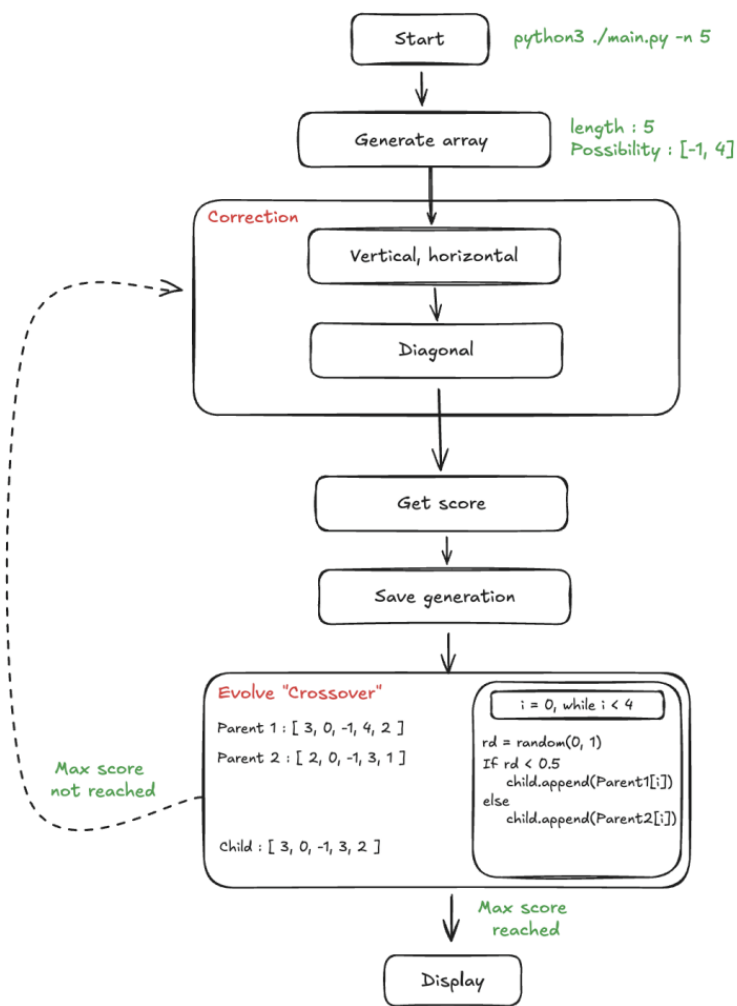 Start
python3 ./main.py -n 5
Generate array
length : 5
Possibility : [-1, 4]
Correction
Vertical, horizontal
Diagonal
Get score
Save generation
Evolve "Crossover"
Parent 1 : [ 3, 0, -1, 4, 2 ]
Parent 2 : [ 2, 0, -1, 3, 1 ]
Child : [ 3, 0, -1, 3, 2 ]
i = 0, while i < 4
rd = random(0, 1)
If rd < 0.5
child.append(Parent1[i])
else
child.append(Parent2[i])
Max score
not reached
Max score
reached
Display